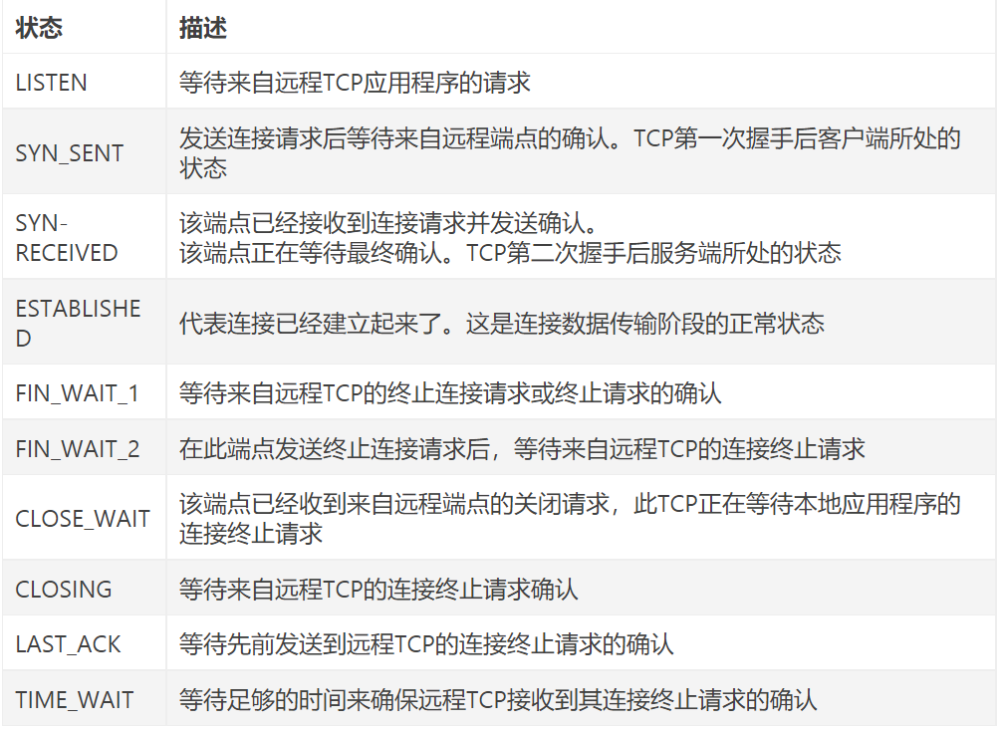 状态 描述
LISTEN 等待来自远程TCP应用程序的请求
SYN_SENT 发送连接请求后等待来自远程端点的确认。TCP第一次握手后客户端所处的
状态
SYN-
RECEIVED
该端点已经接收到连接请求并发送确认。
该端点正在等待最终确认。TCP第二次握手后服务端所处的状态
ESTABLISHE
D
代表连接已经建立起来了。这是连接数据传输阶段的正常状态
FIN_WAIT_1 等待来自远程TCP的终止连接请求或终止请求的确认
FIN_WAIT_2 在此端点发送终止连接请求后，等待来自远程TCP的连接终止请求
CLOSE_WAIT 该端点已经收到来自远程端点的关闭请求，此TCP正在等待本地应用程序的
连接终止请求
CLOSING 等待来自远程TCP的连接终止请求确认
LAST_ACK 等待先前发送到远程TCP的连接终止请求的确认
TIME_WAIT 等待足够的时间来确保远程TCP接收到其连接终止请求的确认